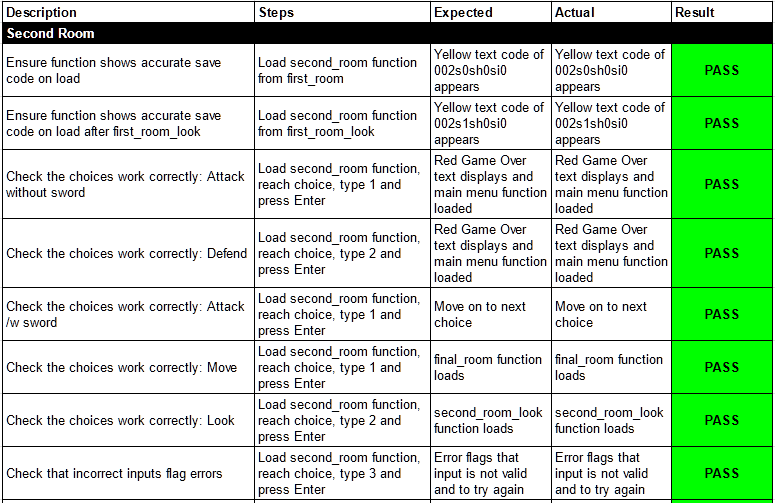 Description Steps Expected Actual Result
Second Room
Ensure function shows accurate save
code on load
Load second_room function
from first_room
Yellow text code of
002s0sh0si0
appears
Yellow text code of
002s0sh0si0
appears
PASS
Ensure function shows accurate save
code on load after first_room_look
Load second_room function
from first_room_look
Yellow text code of
002s1sh0si0
appears
Yellow text code of
002s1sh0si0
appears
PASS
Check the choices work correctly: Attack
without sword
Load second_room function,
reach choice, type 1 and
press Enter
Red Game Over
text displays and
main menu function
loaded
Red Game Over
text displays and
main menu function
loaded
PASS
Check the choices work correctly: Defend
Load second_room function,
reach choice, type 2 and
press Enter
Red Game Over
text displays and
main menu function
loaded
Red Game Over
text displays and
main menu function
loaded
PASS
Check the choices work correctly: Attack
/w sword
Load second_room function,
reach choice, type 1 and
press Enter
Move on to next
choice
Move on to next
choice
PASS
Check the choices work correctly: Move
Load second_room function,
reach choice, type 1 and
press Enter
final_room function
loads
final_room function
loads
PASS
Check the choices work correctly: Look
Load second_room function,
reach choice, type 2 and
press Enter
second_room_look
function loads
second_room_look
function loads
PASS
Check that incorrect inputs flag errors
Load second_room function,
reach choice, type 3 and
press Enter
Error flags that
input is not valid
and to try again
Error flags that
input is not valid
and to try again
PASS